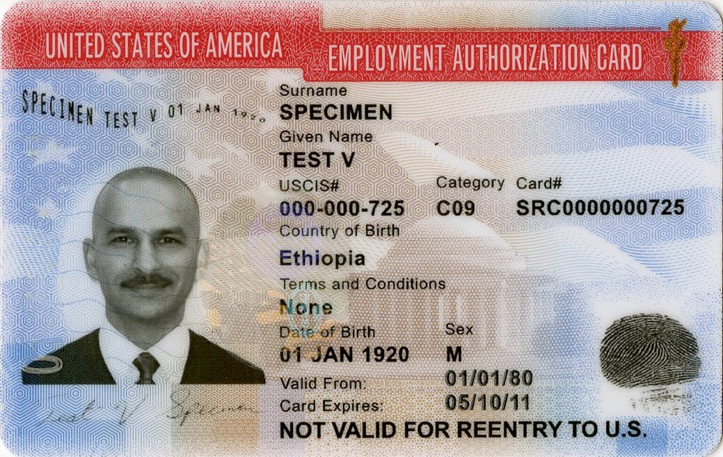 UNITED STATES OF AMERICA
EMPLOYMENT AUTHORIZATION CARD
SPECIMEN TEST V 01 JAN 1920
Surname
SPECIMEN
Given Name
TEST V
USCIS# Category Card#
000-000-725 C09 SRC0000000725
Country of Birth
Ethiopia
Terms and Conditions
None
Date of Birth Sex
01 JAN 1920 M
Valid From: 01/01/80
Card Expires: 05/10/11
Test V Specimen
NOT VALID FOR REENTRY TO U.S.